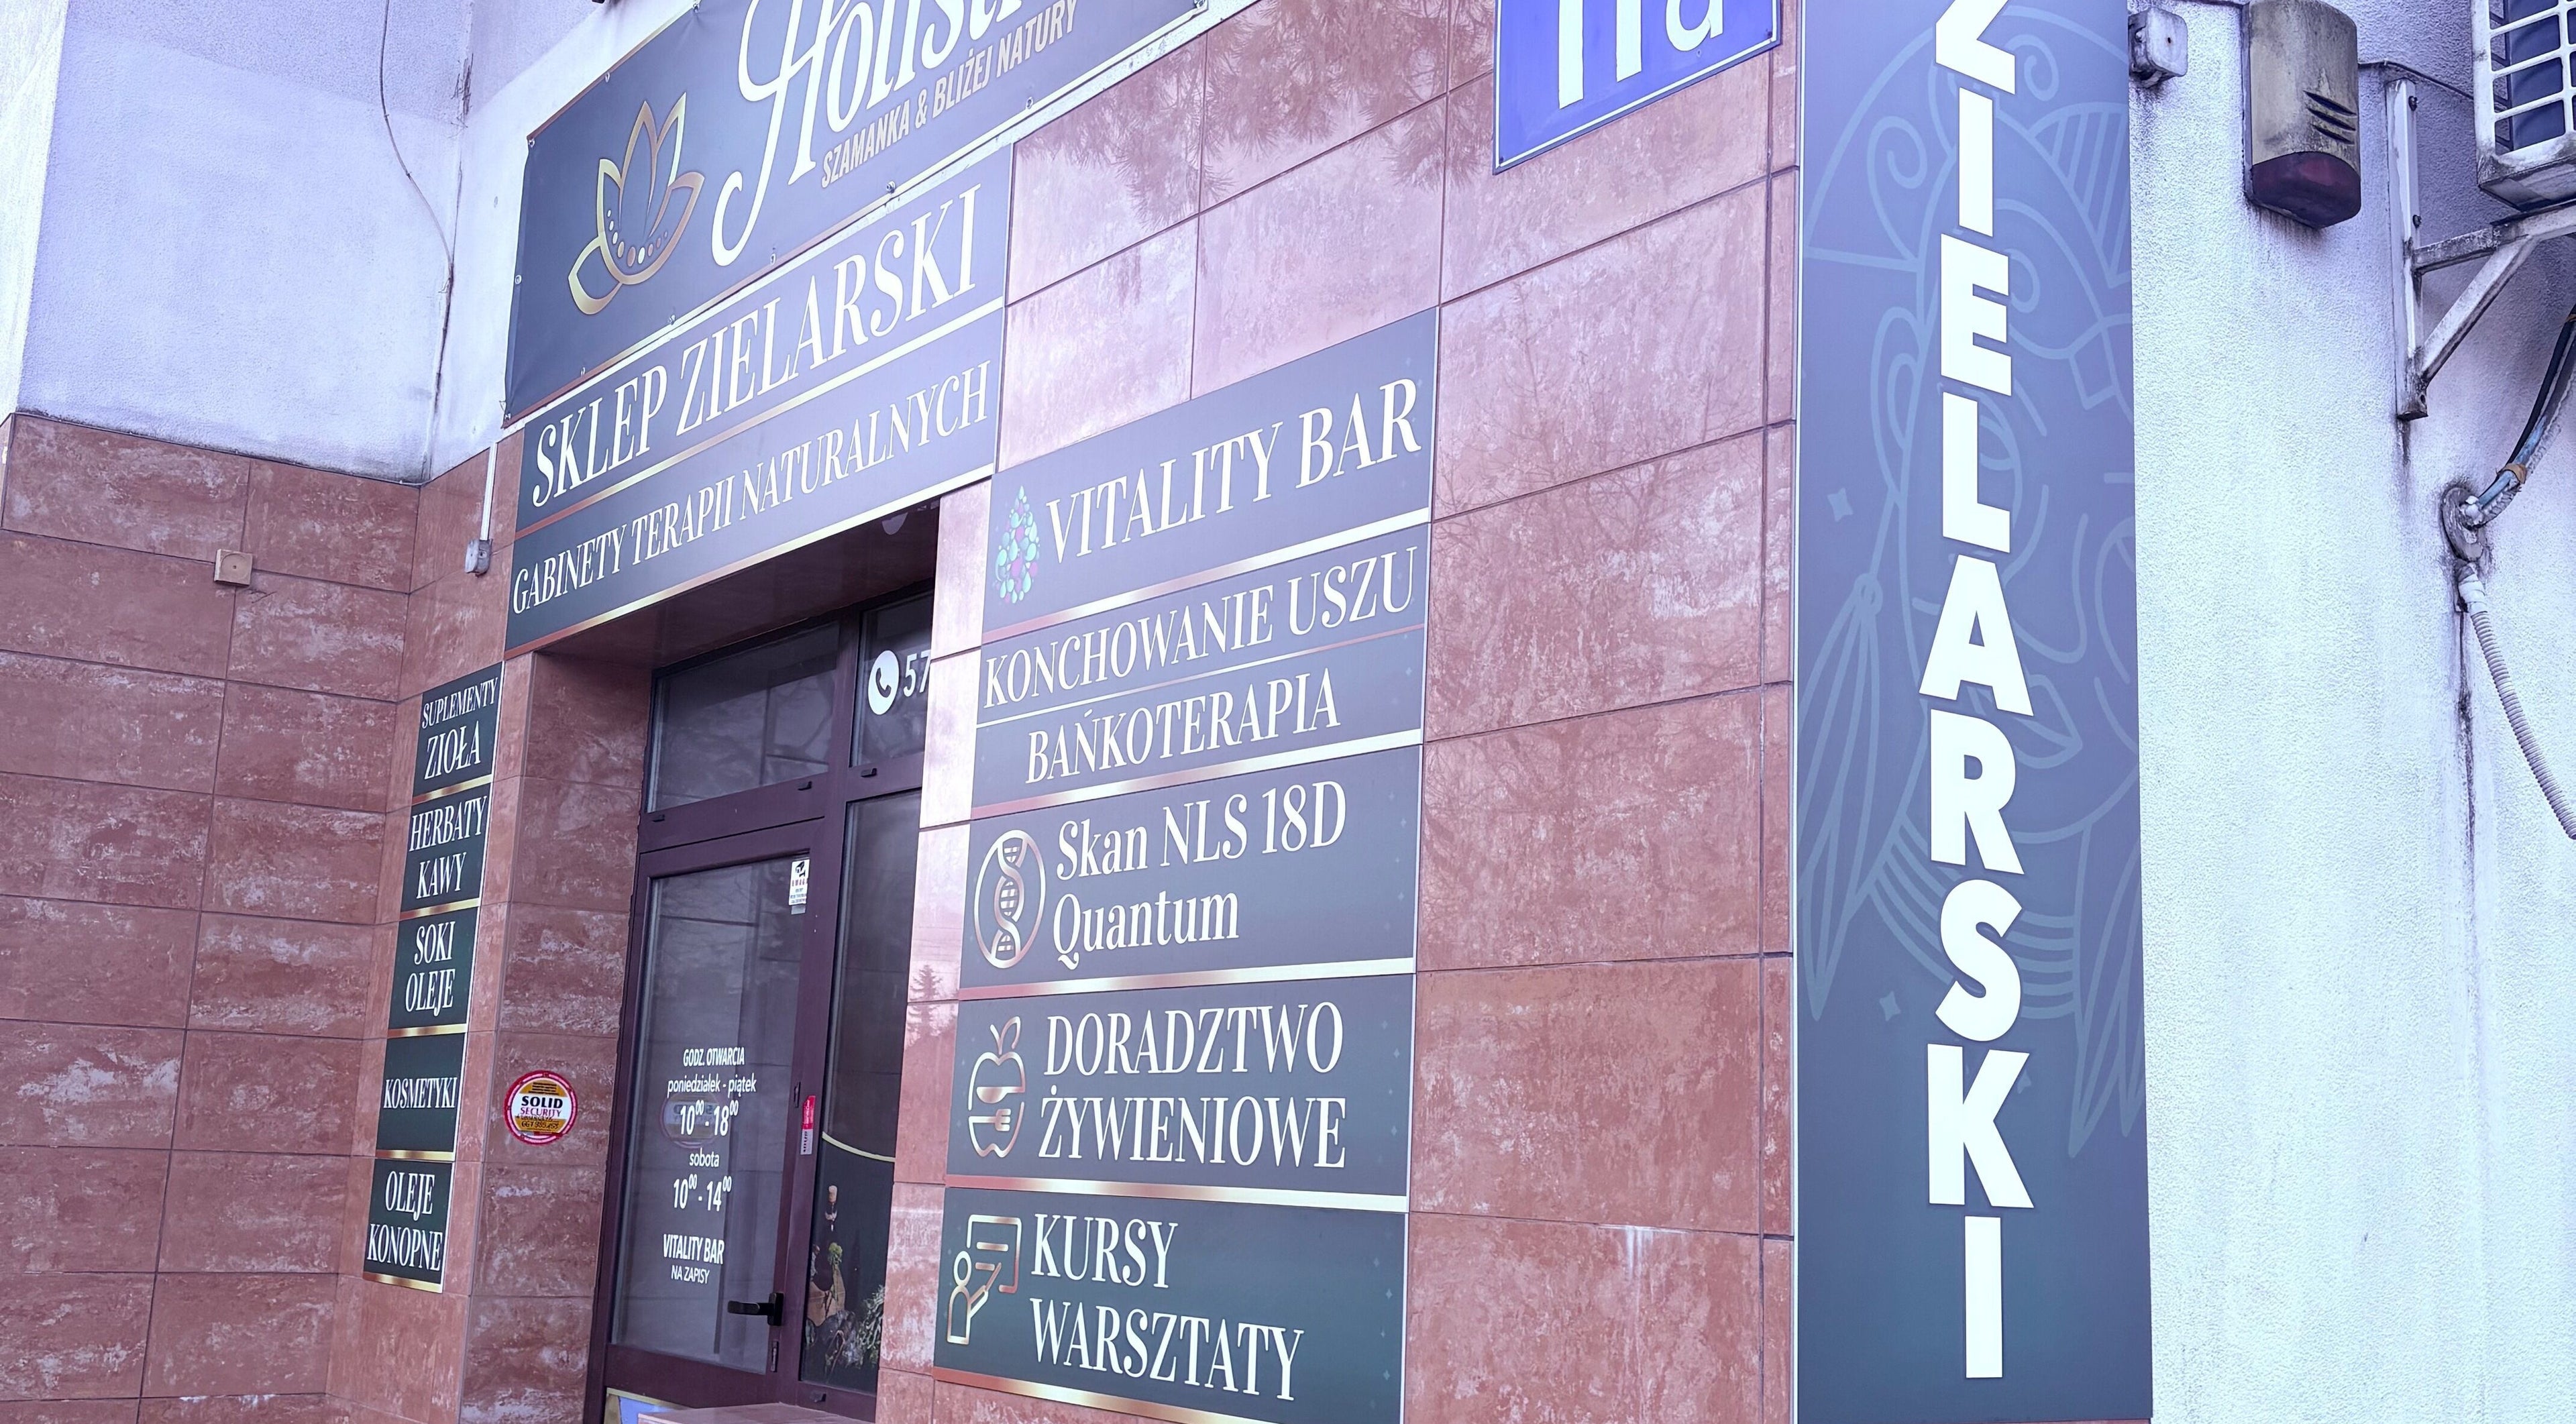 SZAMANKA & BLIŻEJ NATURY
SKLEP ZIELARSKI
GABINETY TERAPII NATURALNYCH
11a
VITALITY BAR
KONCHOWANIE USZU
BAŃKOTERAPIA
Skan NLS 18D
Quantum
DORADZTWO
ŻYWIENIOWE
KURSY
WARSZTATY
SUPLEMENTY
ZIOŁA
HERBATY
KAWY
SOKI
OLEJE
KOSMETYKI
OLEJE
KONOPNE
SOLID
SECURITY
57
GODZ. OTWARCIA
poniedziałek - piątek
10⁰⁰ - 18⁰⁰
sobota
10⁰⁰ - 14⁰⁰
VITALITY BAR
NA ZAPISY
ZIELARSKI